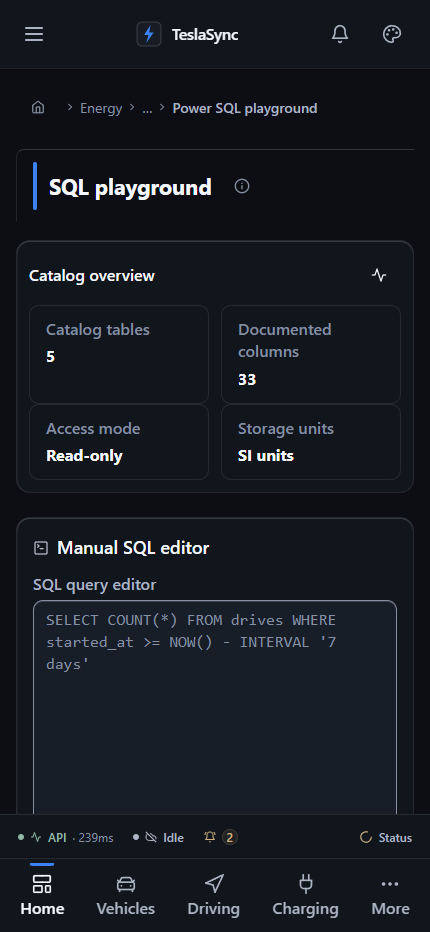 TeslaSync
Energy
...
Power SQL playground
SQL playground
Catalog overview
Catalog tables
5
Documented
columns
33
Access mode
Read-only
Storage units
SI units
Manual SQL editor
SQL query editor
SELECT COUNT(*) FROM drives WHERE
started_at >= NOW() - INTERVAL '7
days'
API · 239ms
Idle
2
Status
Home
Vehicles
Driving
Charging
More